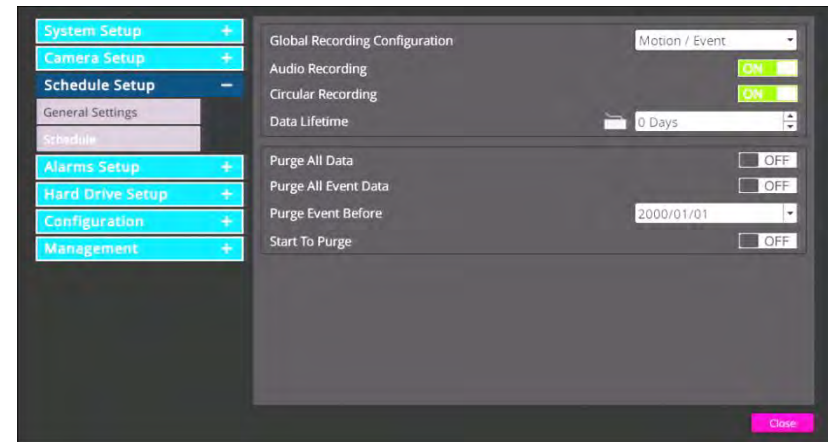 System Setup +
Camera Setup +
Schedule Setup −
General Settings
Schedule
Alarms Setup +
Hard Drive Setup +
Configuration +
Management +
Global Recording Configuration Motion / Event
Audio Recording ON
Circular Recording ON
Data Lifetime 0 Days
Purge All Data OFF
Purge All Event Data OFF
Purge Event Before 2000/01/01
Start To Purge OFF
Close